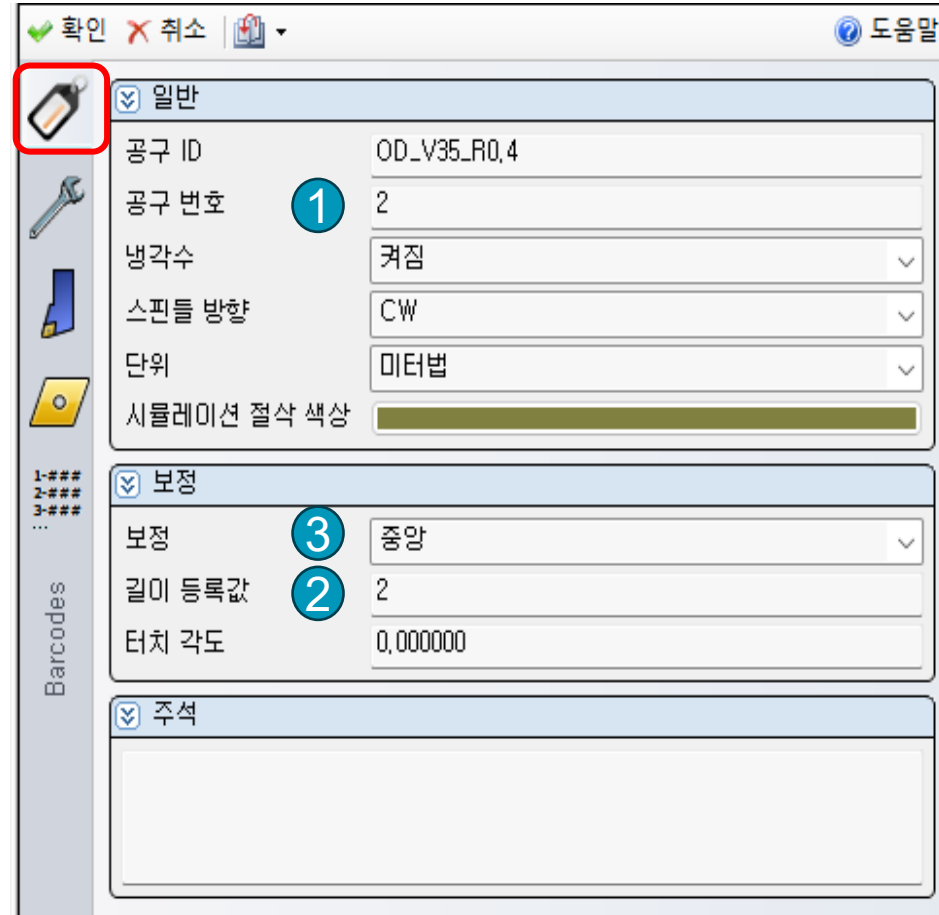 확인 취소 도움말
일반
공구 ID OD_V35_R0,4
공구 번호 1 2
냉각수 켜짐
스핀들 방향 CW
단위 미터법
시뮬레이션 절삭 색상
1-###
2-###
3-###
...
보정
보정 3 중앙
길이 등록값 2 2
터치 각도 0,000000
Barcodes
주석